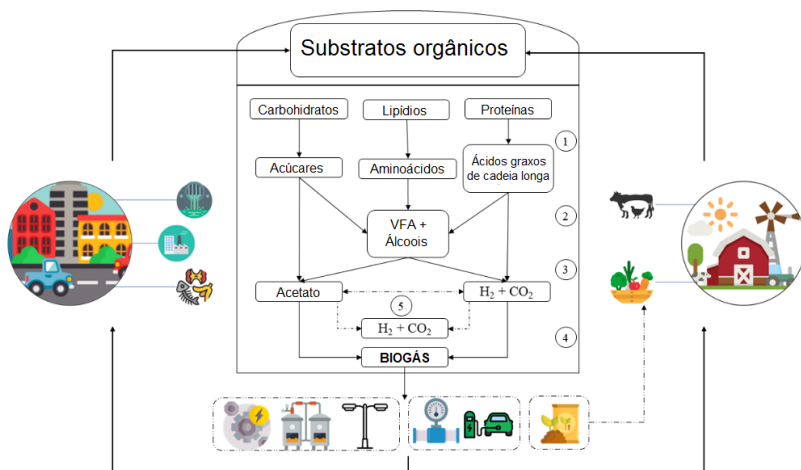 Substratos orgânicos
Carbohidratos
Lipídios
Proteínas
1
Acúcares
Aminoácidos
Ácidos graxos
de cadeia longa
2
VFA +
Álcoois
3
Acetato
H₂ + CO₂
5
H₂ + CO₂
4
BIOGÁS